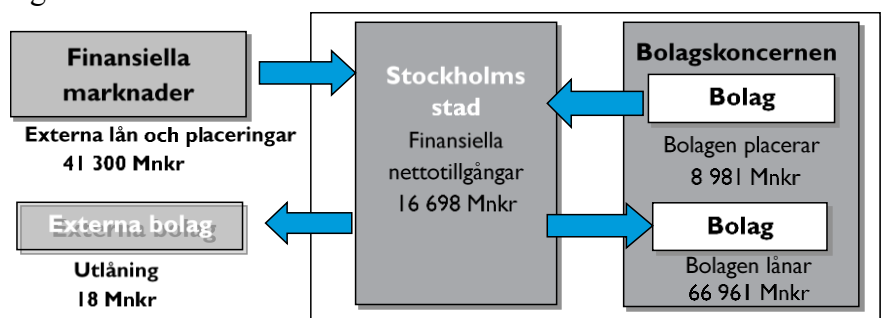 Finansiella
marknader
Externa lån och placeringar
41 300 Mnkr
Externa bolag
Utlåning
18 Mnkr
Stockholms
stad
Finansiella
nettotillgångar
16 698 Mnkr
Bolagskoncernen
Bolag
Bolagen placerar
8 981 Mnkr
Bolag
Bolagen lånar
66 961 Mnkr